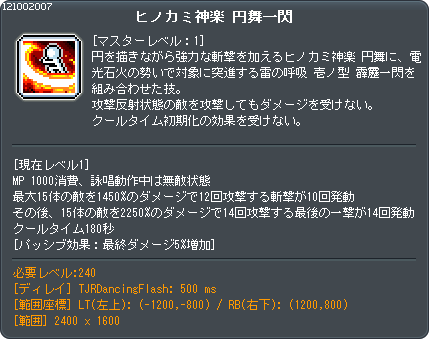 121002007
ヒノカミ神楽 円舞一閃
[マスターレベル：1]
円を描きながら強力な斬撃を加えるヒノカミ神楽 円舞に、電
光石火の勢いで対象に突進する雷の呼吸 壱ノ型 霹靂一閃を
組み合わせた技。
攻撃反射状態の敵を攻撃してもダメージを受けない。
クールタイム初期化の効果を受けない。
[現在レベル1]
MP 1000消費、詠唱動作中は無敵状態
最大15体の敵を1450%のダメージで12回攻撃する斬撃が10回発動
その後、15体の敵を2250%のダメージで14回攻撃する最後の一撃が14回発動
クールタイム180秒
[パッシブ効果：最終ダメージ5%増加]
必要レベル:240
[ディレイ] TJRDancingFlash: 500 ms
[範囲座標] LT(左上): (-1200,-800) / RB(右下): (1200,800)
[範囲] 2400 x 1600